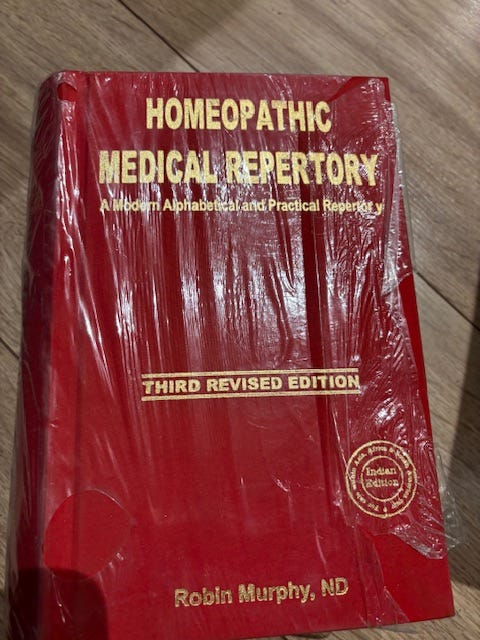 HOMEOPATHIC
MEDICAL REPERTORY
A Modern Alphabetical and Practical Repertory
THIRD REVISED EDITION
Indian
Edition
Robin Murphy, ND